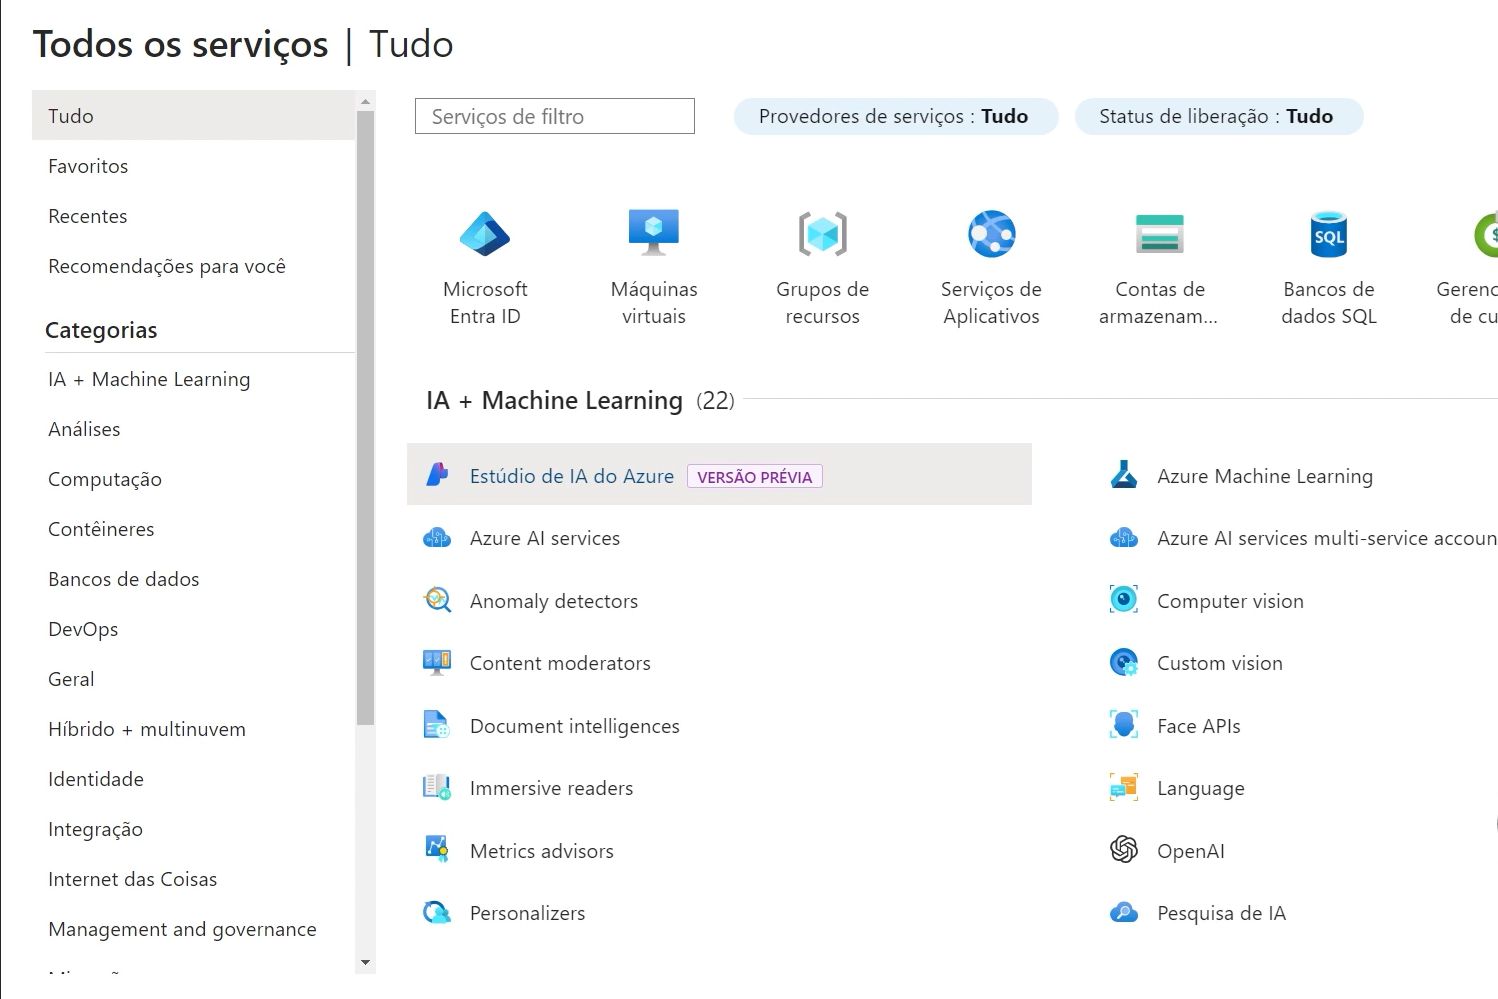 Todos os serviços | Tudo
Tudo
Favoritos
Recentes
Recomendações para você
Categorias
IA + Machine Learning
Análises
Computação
Contêineres
Bancos de dados
DevOps
Geral
Híbrido + multinuvem
Identidade
Integração
Internet das Coisas
Management and governance
Serviços de filtro
Provedores de serviços : Tudo
Status de liberação : Tudo
Microsoft
Entra ID
Máquinas
virtuais
Grupos de
recursos
Serviços de
Aplicativos
Contas de
armazenam...
Bancos de
dados SQL
SQL
Gerenc
de cu
IA + Machine Learning (22)
Estúdio de IA do Azure VERSÃO PRÉVIA
Azure Machine Learning
Azure AI services
Azure AI services multi-service accoun
Anomaly detectors
Computer vision
Content moderators
Custom vision
Document intelligences
Face APIs
Immersive readers
Language
Metrics advisors
OpenAI
Personalizers
Pesquisa de IA